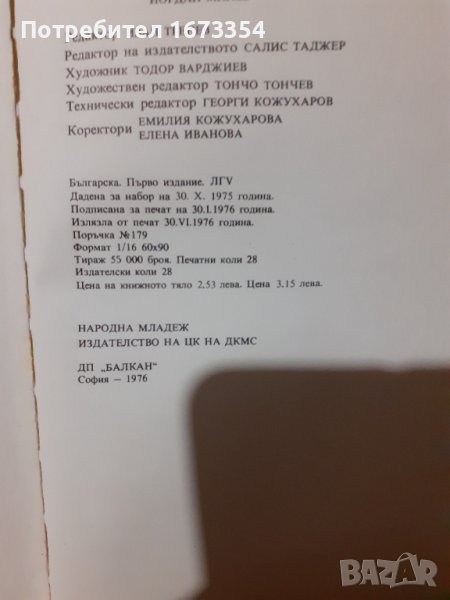 Потребител 1673354
Редактор на издателството САЛИС ТАДЖЕР
Художник ТОДОР ВАРДЖИЕВ
Художествен редактор ТОНЧО ТОНЧЕВ
Технически редактор ГЕОРГИ КОЖУХАРОВ
Коректори ЕМИЛИЯ КОЖУХАРОВА
ЕЛЕНА ИВАНОВА
Българска. Първо издание. ЛГV
Дадена за набор на 30. X. 1975 година.
Подписана за печат на 30.I.1976 година.
Излязла от печат 30.VI.1976 година.
Поръчка №179
Формат 1/16 60x90
Тираж 55 000 броя. Печатни коли 28
Издателски коли 28
Цена на книжното тяло 2,53 лева. Цена 3,15 лева.
НАРОДНА МЛАДЕЖ
ИЗДАТЕЛСТВО НА ЦК НА ДКМС
ДП „БАЛКАН“
София — 1976
BAZAR